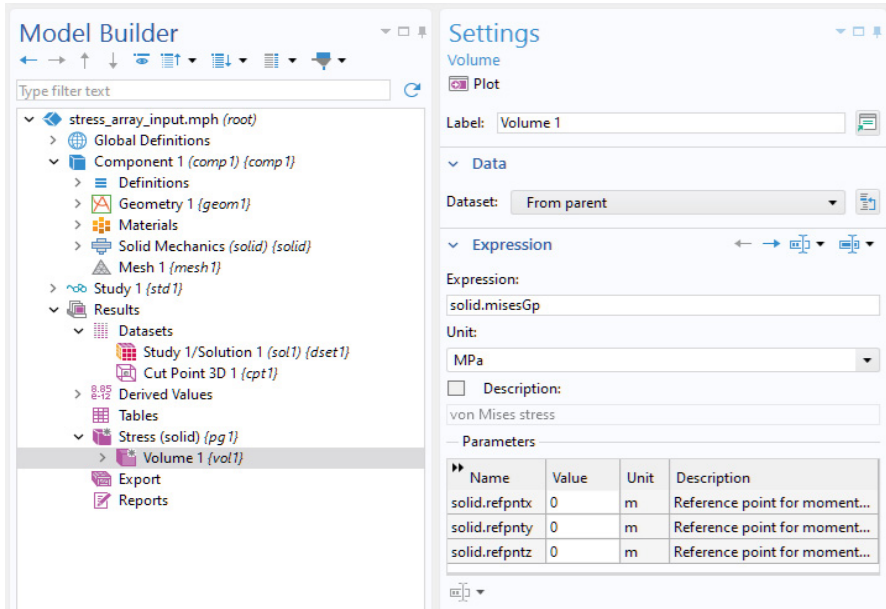 Model Builder
Type filter text
stress_array_input.mph (root)
Global Definitions
Component 1 (comp1) {comp1}
Definitions
Geometry 1 {geom1}
Materials
Solid Mechanics (solid) {solid}
Mesh 1 {mesh1}
Study 1 {std1}
Results
Datasets
Study 1/Solution 1 (sol1) {dset1}
Cut Point 3D 1 {cpt1}
8.85
e-12
Derived Values
Tables
Stress (solid) {pg1}
Volume 1 {vol1}
Export
Reports
Settings
Volume
Plot
Label: Volume 1
Data
Dataset: From parent
Expression
Expression:
solid.misesGp
Unit:
MPa
Description:
von Mises stress
Parameters
Name Value Unit Description
solid.refpntx 0 m Reference point for moment...
solid.refpnty 0 m Reference point for moment...
solid.refpntz 0 m Reference point for moment...